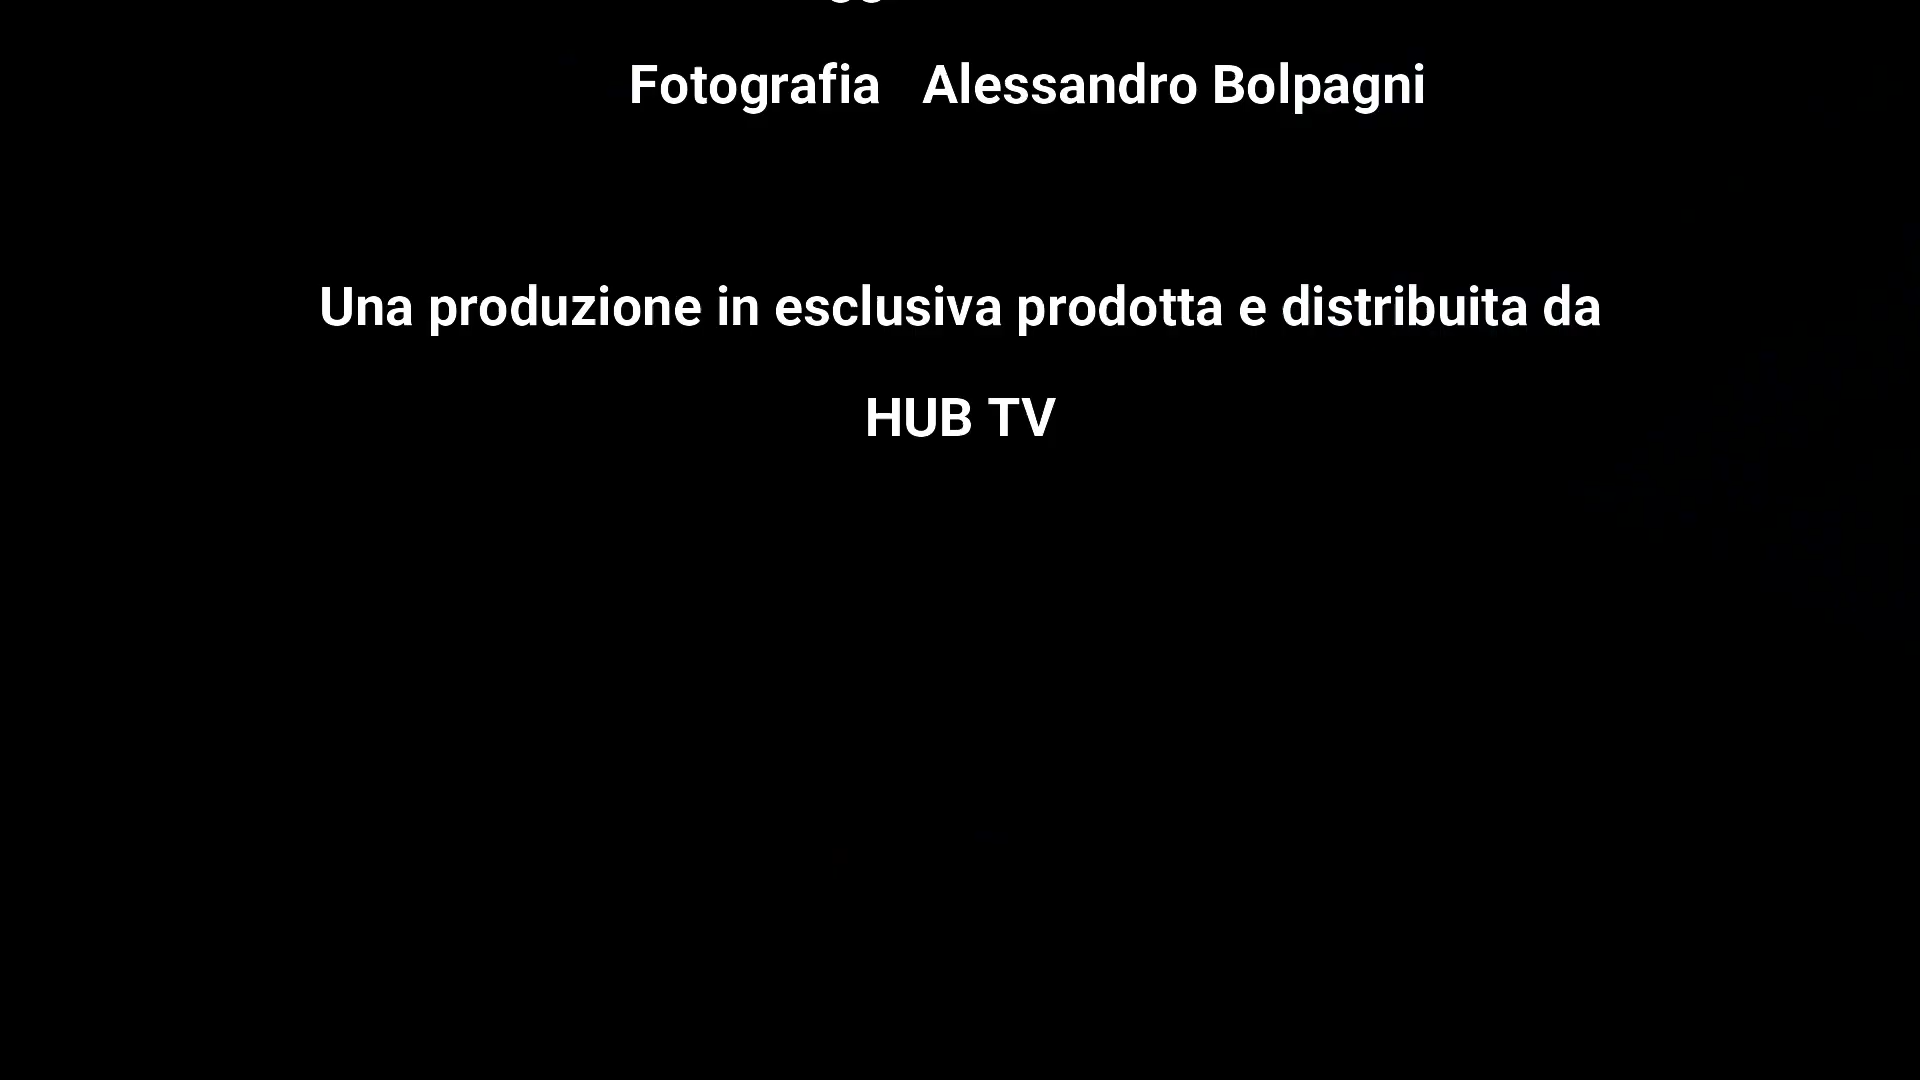 Fotografia Alessandro Bolpagni
Una produzione in esclusiva prodotta e distribuita da
HUB TV